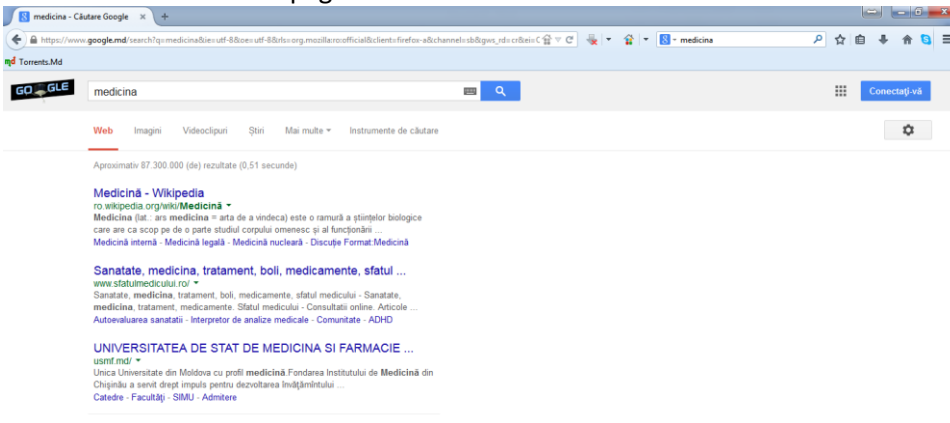 medicina - Căutare Google
https://www.google.md/search?q=medicina&ie=utf-8&oe=utf-8&rls=org.mozilla:ro:official&client=firefox-a&channel=sb&gws_rd=cr&ei=C
medicina
Torrents.Md
GO GLE
medicina
Conectați-vă
Web Imagini Videoclipuri Știri Mai multe Instrumente de căutare
Aproximativ 87.300.000 (de) rezultate (0,51 secunde)
Medicină - Wikipedia
ro.wikipedia.org/wiki/Medicină
Medicina (lat.: ars medicina = arta de a vindeca) este o ramură a științelor biologice
care are ca scop pe de o parte studiul corpului omenesc și al funcționării ...
Medicină internă - Medicină legală - Medicină nucleară - Discuție Format:Medicină
Sanatate, medicina, tratament, boli, medicamente, sfatul ...
www.sfatulmedicului.ro/
Sanatate, medicina, tratament, boli, medicamente, sfatul medicului - Sanatate,
medicina, tratament, medicamente. Sfatul medicului - Consultatii online. Articole ...
Autoevaluarea sanatatii - Interpretor de analize medicale - Comunitate - ADHD
UNIVERSITATEA DE STAT DE MEDICINA SI FARMACIE ...
usmf.md/
Unica Universitate din Moldova cu profil medicină.Fondarea Institutului de Medicină din
Chișinău a servit drept impuls pentru dezvoltarea învățămîntului ...
Catedre - Facultăți - SIMU - Admitere